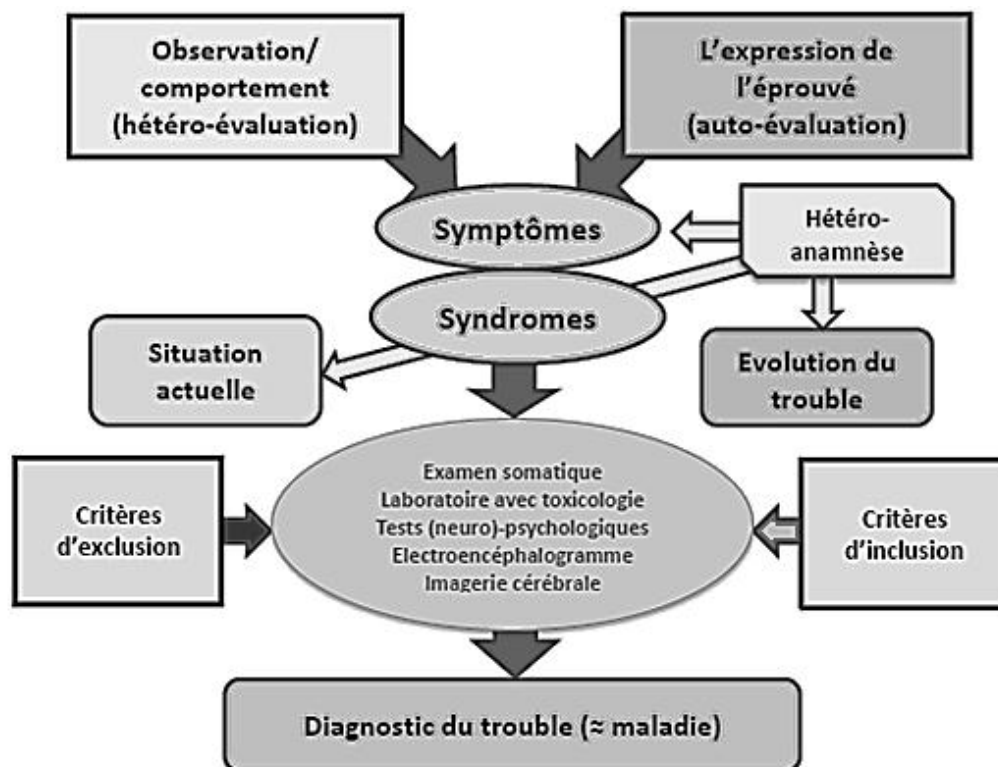 Observation/
comportement
(hétéro-évaluation)
L'expression de
l'éprouvé
(auto-évaluation)
Symptômes
Hétéro-
anamnèse
Syndromes
Situation
actuelle
Evolution du
trouble
Examen somatique
Laboratoire avec toxicologie
Tests (neuro)-psychologiques
Electroencéphalogramme
Imagerie cérébrale
Critères
d'exclusion
Critères
d'inclusion
Diagnostic du trouble (≈ maladie)